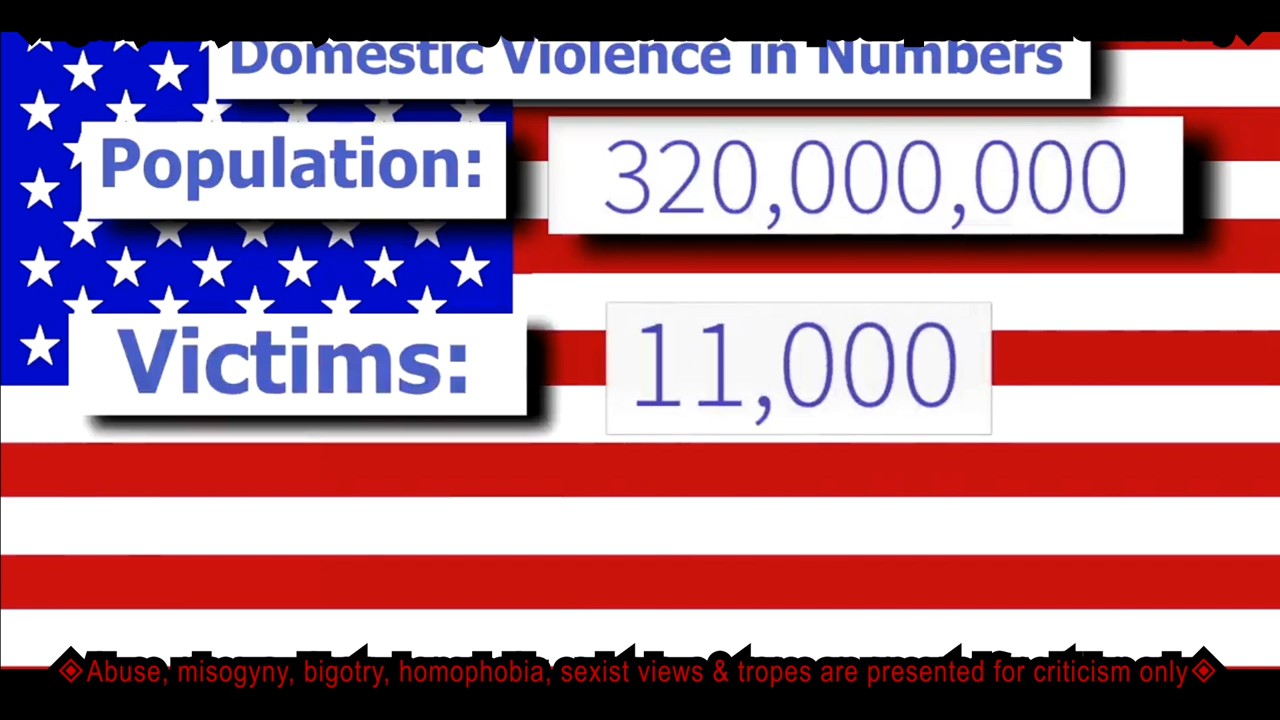 Domestic Violence in Numbers
Population: 320,000,000
Victims: 11,000
Abuse, misogyny, bigotry, homophobia, sexist views & tropes are presented for criticism only